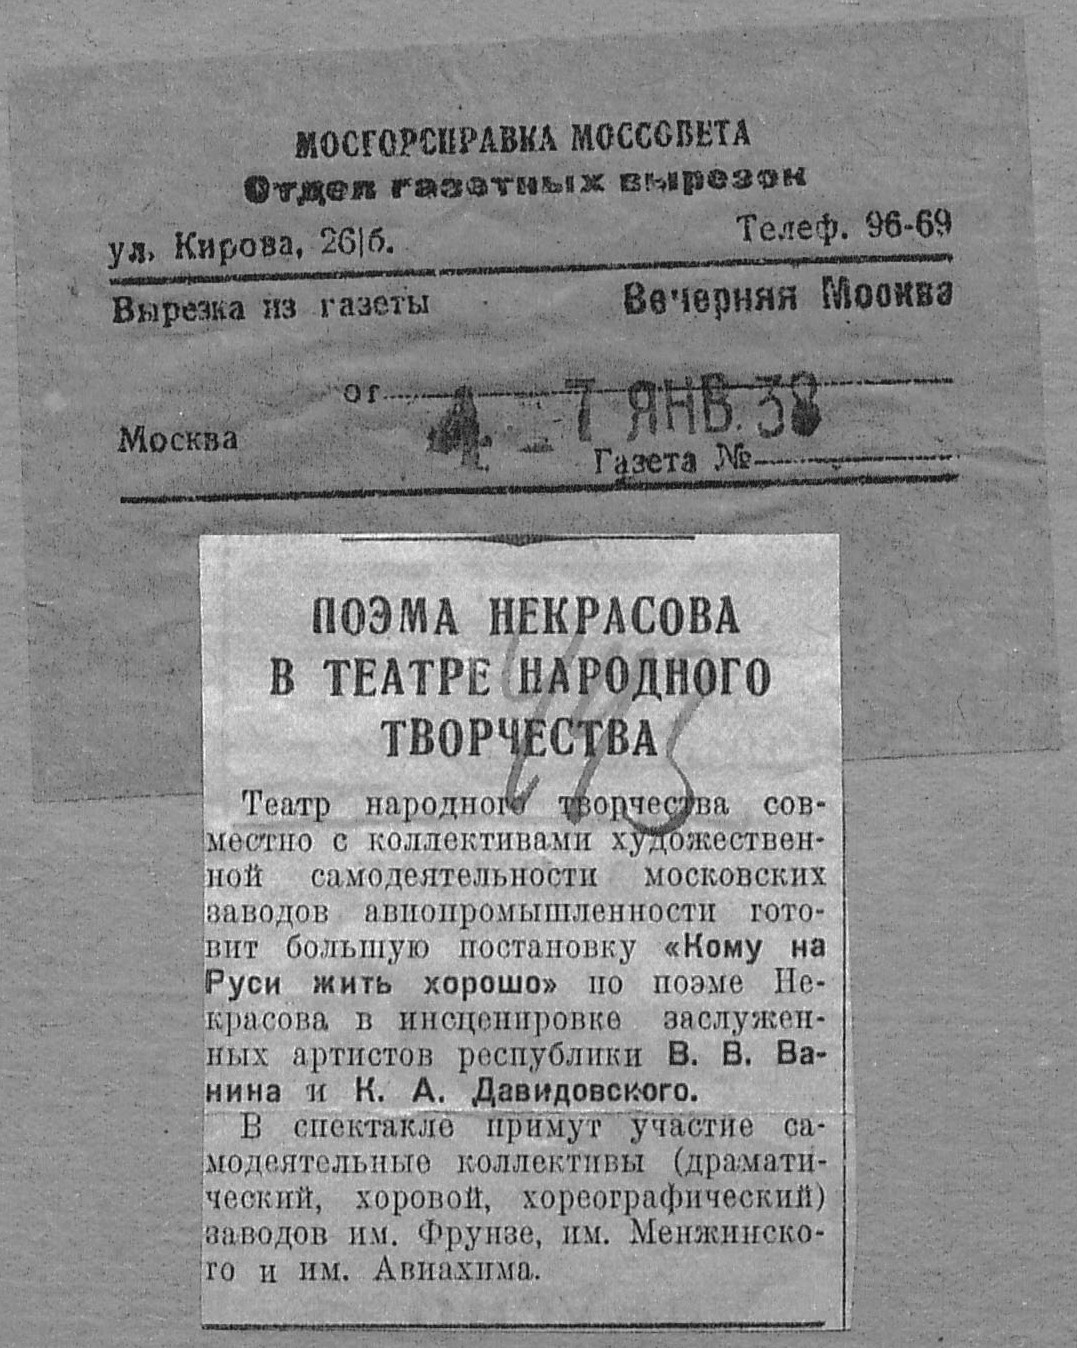 МОСГОРСПРАВКА МОССОВЕТА
Отдел газетных вырезок
ул. Кирова, 26|б.
Телеф. 96-69
Вырезка из газеты
Вечерняя Москва
от
7 ЯНВ. 38
Москва
Газета №
ПОЭМА НЕКРАСОВА
В ТЕАТРЕ НАРОДНОГО
ТВОРЧЕСТВА
Театр народного творчества сов-
местно с коллективами художествен-
ной самодеятельности московских
заводов авиопромышленности гото-
вит большую постановку «Кому на
Руси жить хорошо» по поэме Не-
красова в инсценировке заслужен-
ных артистов республики В. В. Ва-
нина и К. А. Давидовского.
В спектакле примут участие са-
модеятельные коллективы (драмати-
ческий, хоровой, хореографический)
заводов им. Фрунзе, им. Менжинско-
го и им. Авиахима.